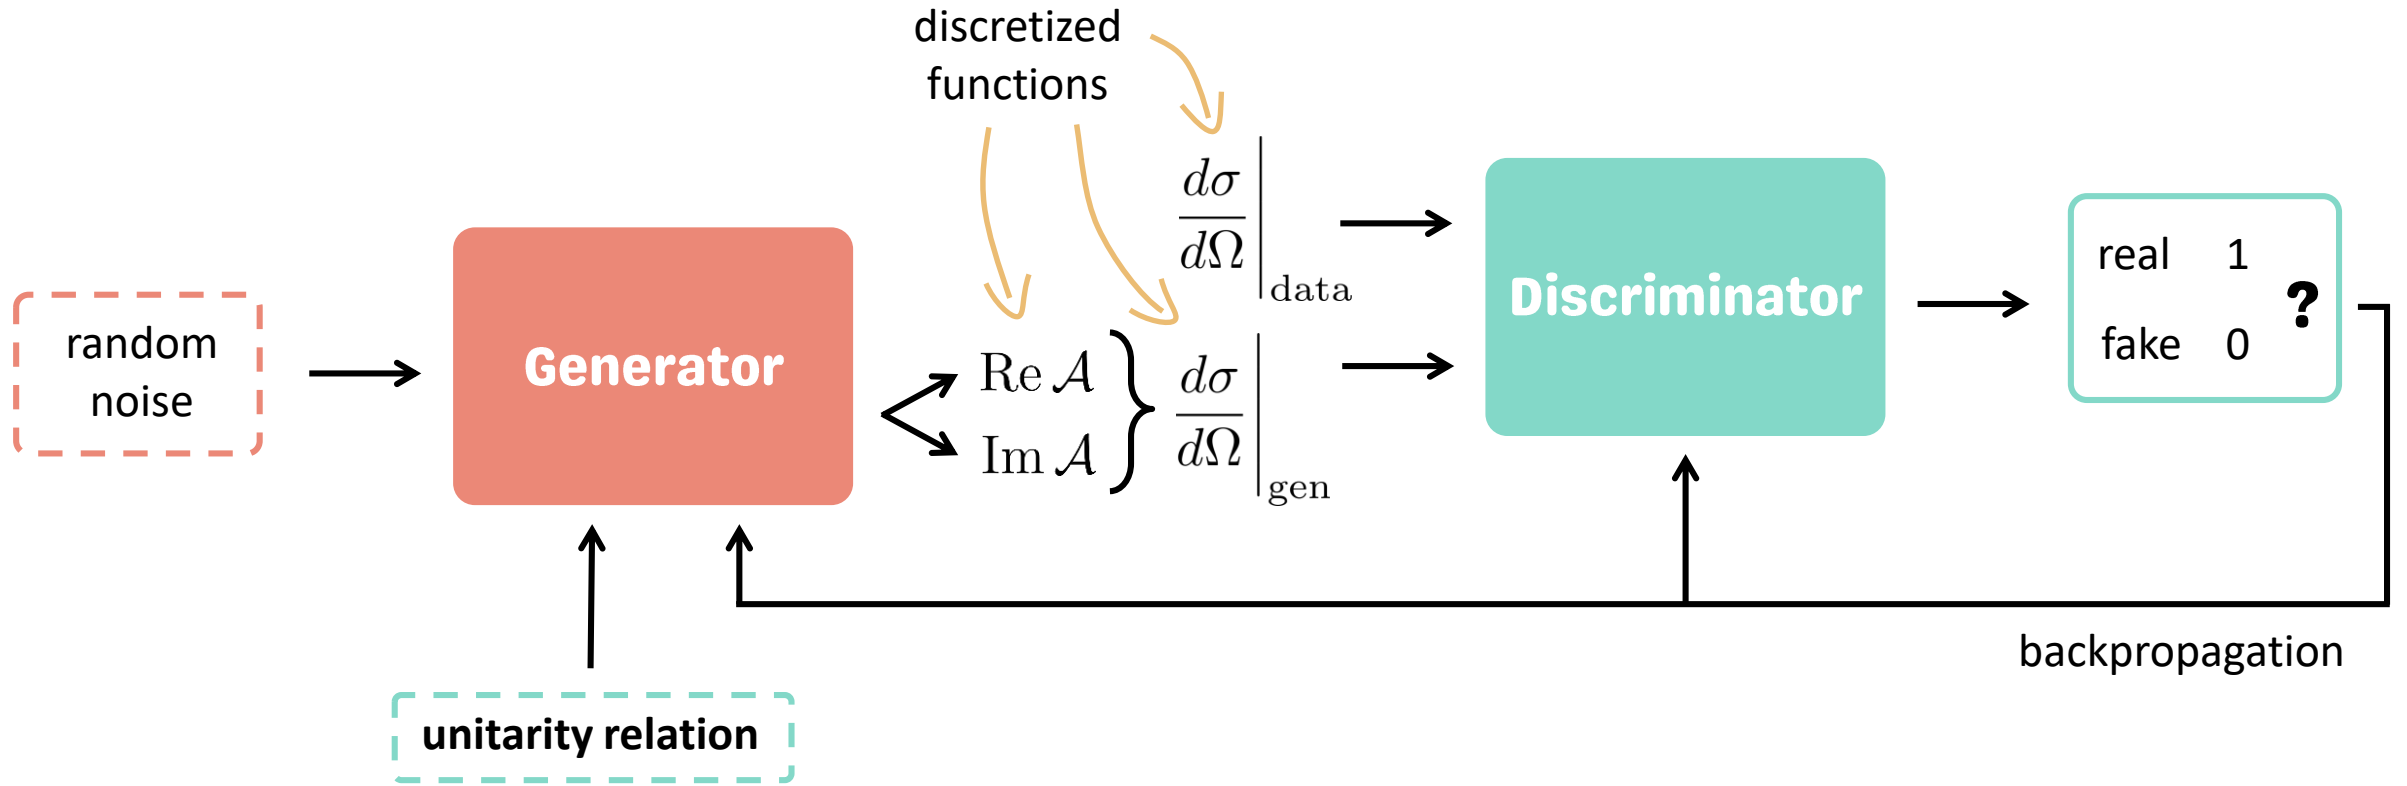 discretized
functions
random
noise
Generator
Re 𝒜
Im 𝒜
dσ
dΩ
data
dσ
dΩ
gen
Discriminator
real 1
fake 0
?
backpropagation
unitarity relation